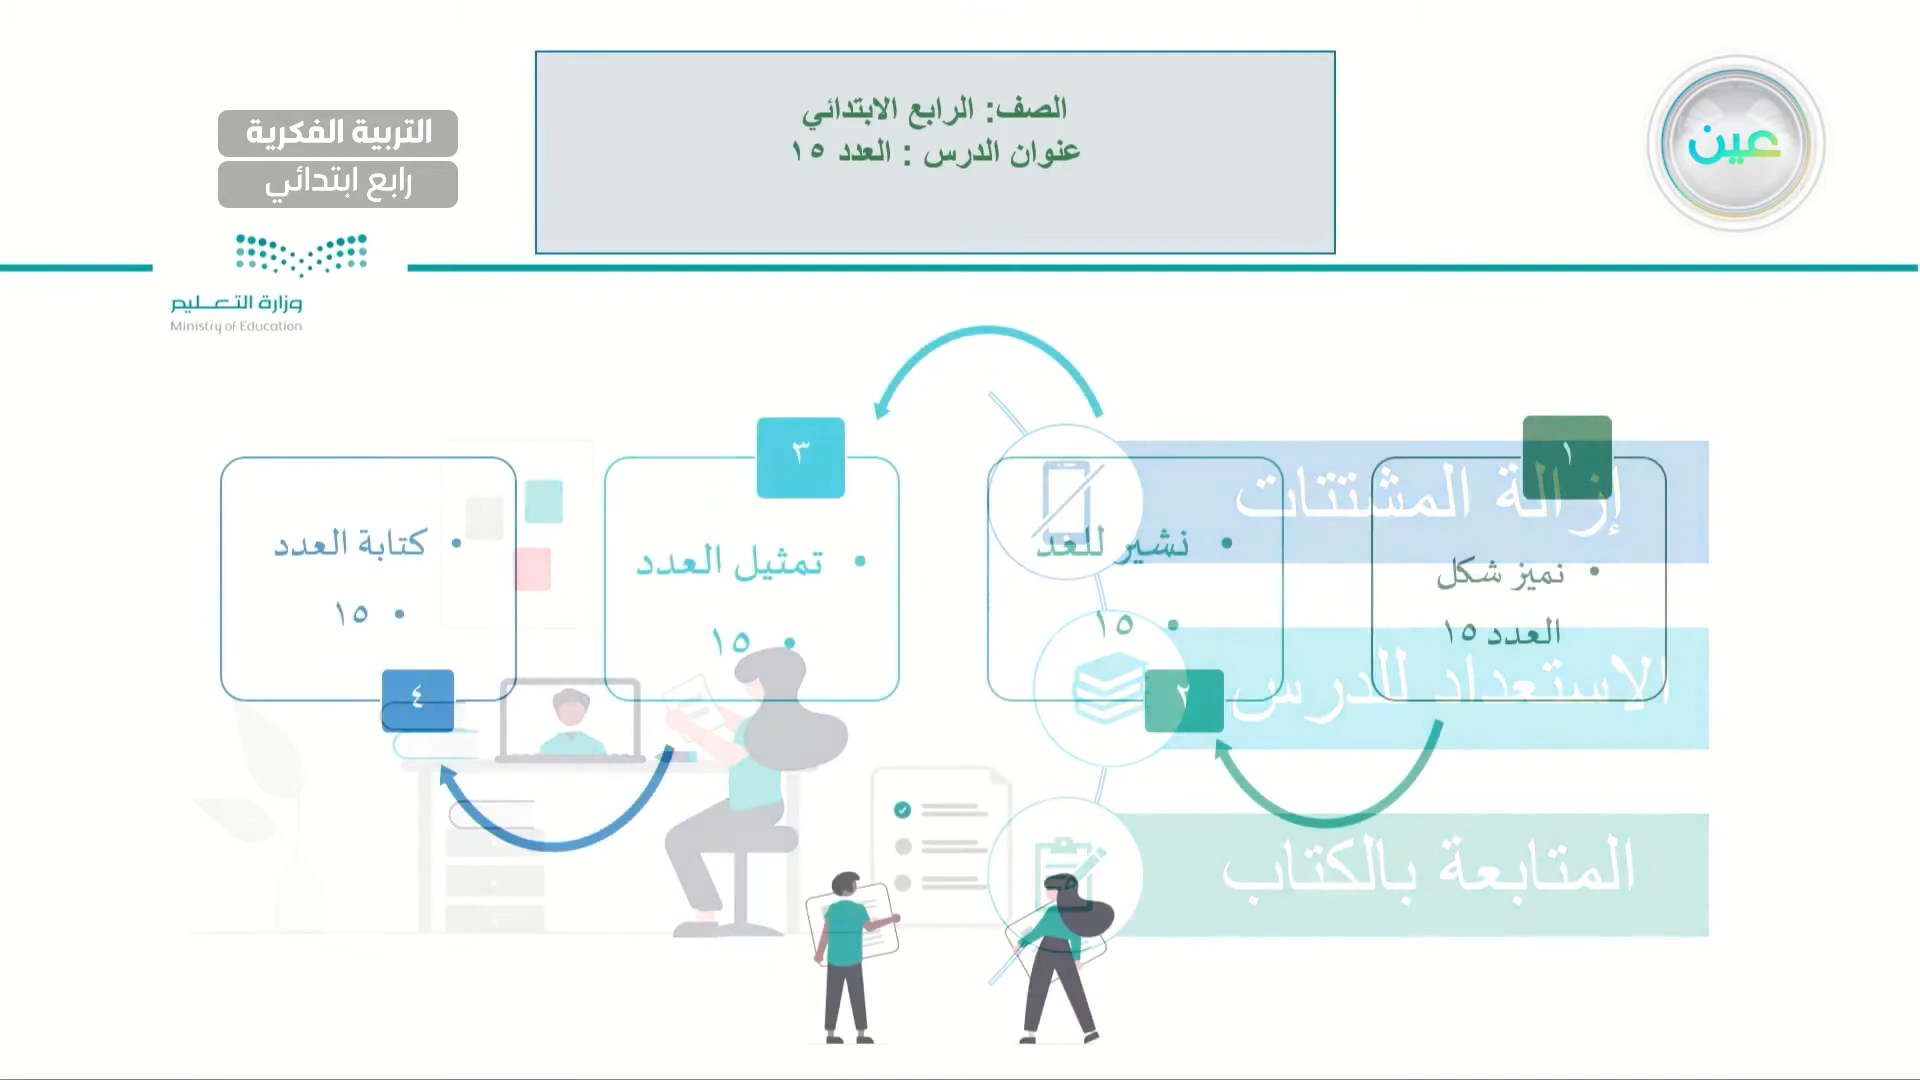 الصف: الرابع الابتدائي
عنوان الدرس : العدد ١٥
عين
التربية الفكرية
رابع ابتدائي
وزارة التعليم
Ministry of Education
١
نميز شكل
العدد ١٥
٢
نشير للعد
١٥
٣
تمثيل العدد
١٥
٤
كتابة العدد
١٥
إزالة المشتتات
الاستعداد للدرس
المتابعة بالكتاب